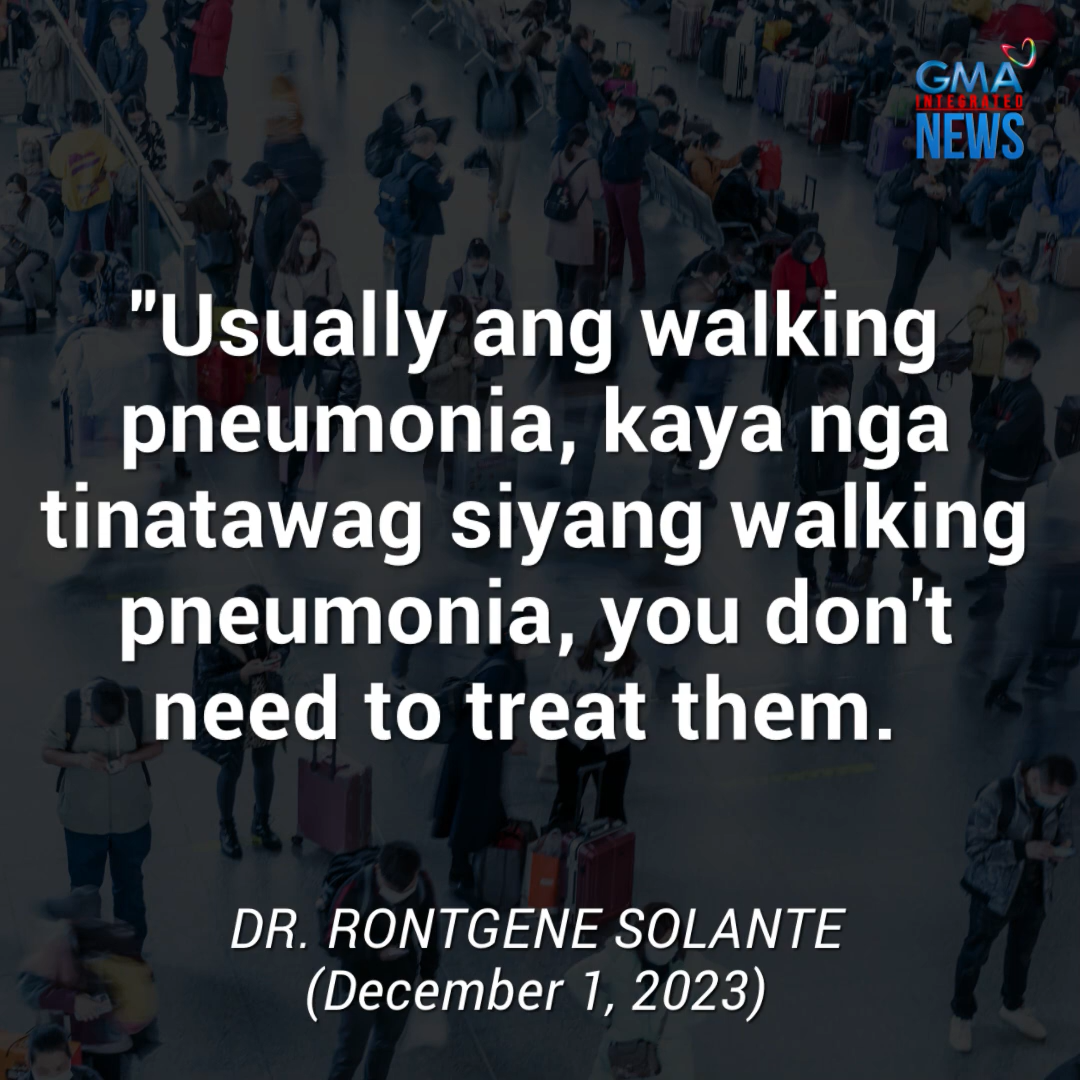 GMA
INTEGRATED
NEWS
"Usually ang walking
pneumonia, kaya nga
tinatawag siyang walking
pneumonia, you don't
need to treat them.
DR. RONTGENE SOLANTE
(December 1, 2023)